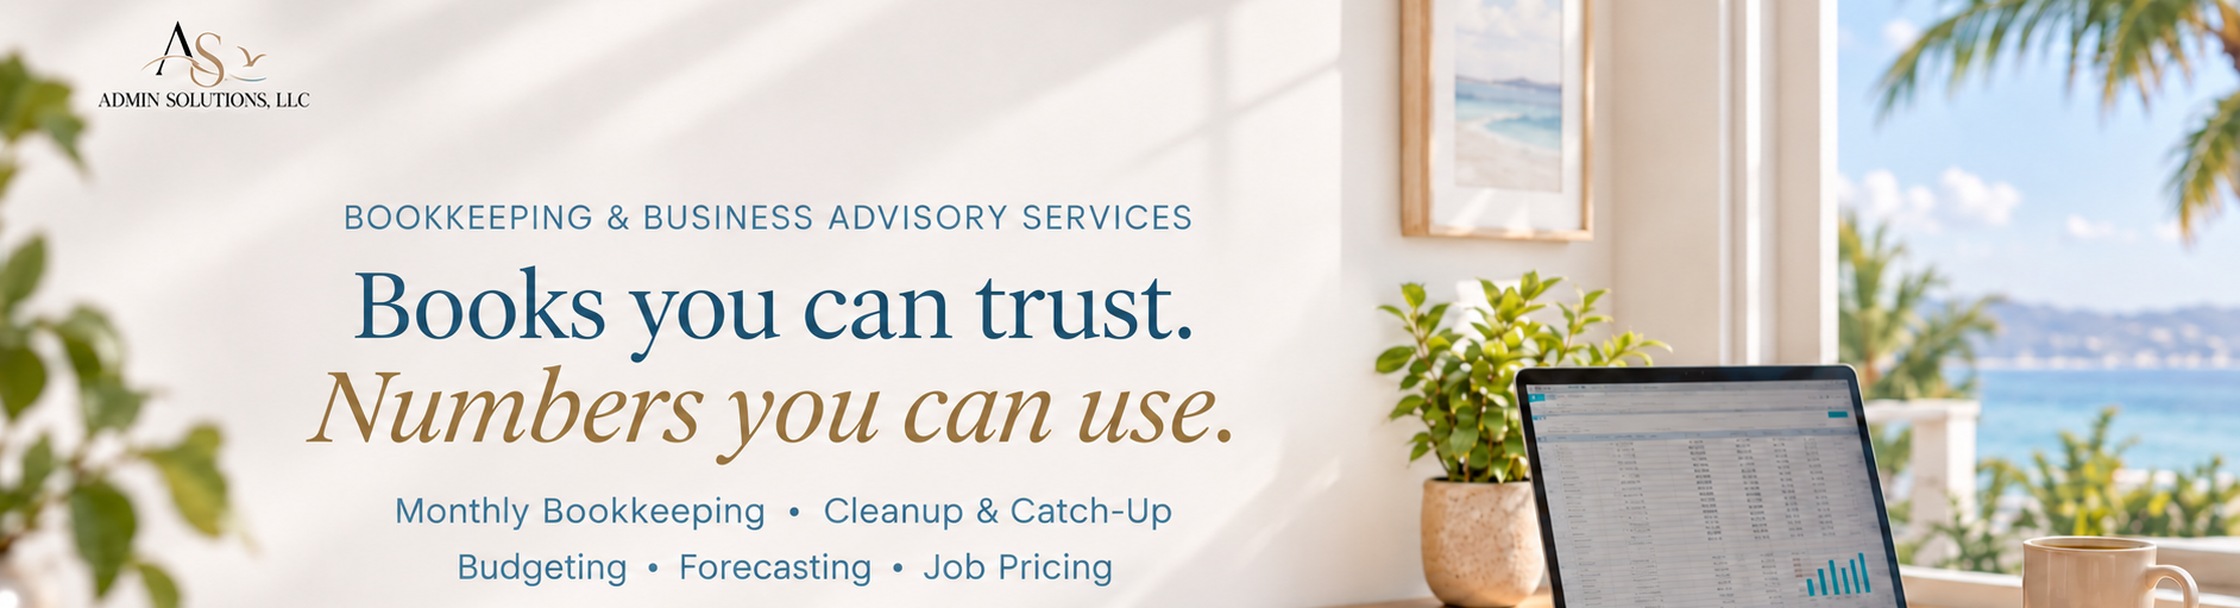 AS
ADMIN SOLUTIONS, LLC
BOOKKEEPING & BUSINESS ADVISORY SERVICES
Books you can trust.
Numbers you can use.
Monthly Bookkeeping • Cleanup & Catch-Up
Budgeting • Forecasting • Job Pricing